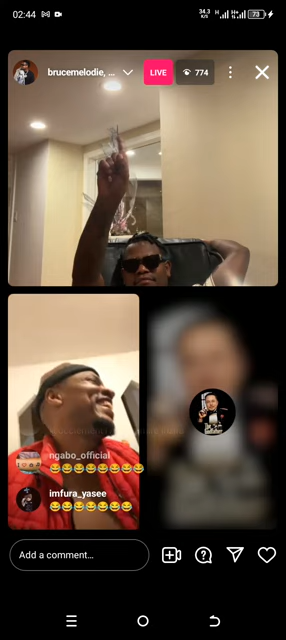 02:44
34.3
K/S
H
H+
73
brucemelodie, ...
LIVE
774
ngabo_official
😂😂😂😂😂😂😂😂
imfura_yasee
😂😂😂😂😂😂😂
Add a comment...